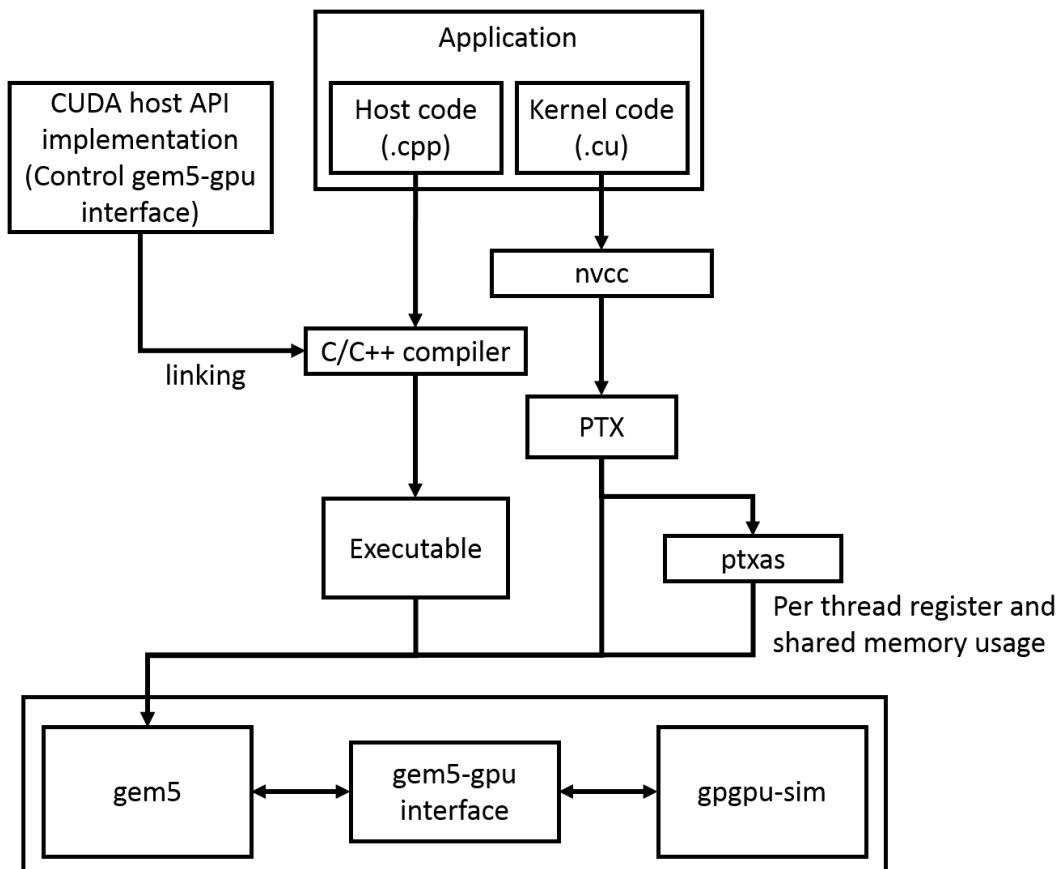 Application
CUDA host API
implementation
(Control gem5-gpu
interface)
Host code
(.cpp)
Kernel code
(.cu)
nvcc
C/C++ compiler
linking
PTX
Executable
ptxas
Per thread register and
shared memory usage
gem5
gem5-gpu
interface
gpgpu-sim